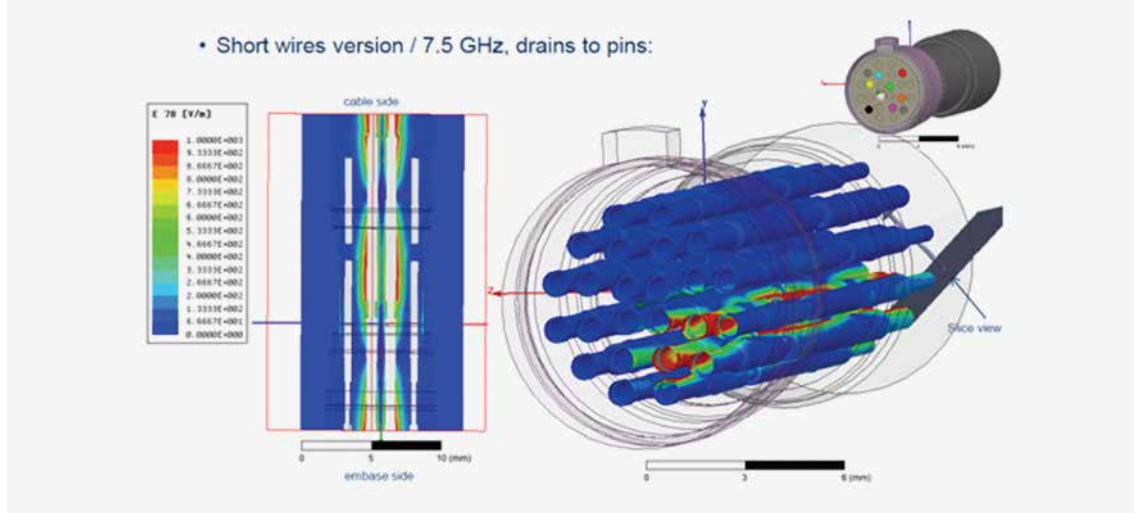 • Short wires version / 7.5 GHz, drains to pins:
cable side
[V/m]
1.0000E+003
9.3333E+002
8.6667E+002
8.0000E+002
7.3333E+002
6.6667E+002
6.0000E+002
5.3333E+002
4.6667E+002
4.0000E+002
3.3333E+002
2.6667E+002
2.0000E+002
1.3333E+002
6.6667E+001
0.0000E+000
Y
Z
Slice view
0 5 10 (mm)
embase side
0 3 6 (mm)